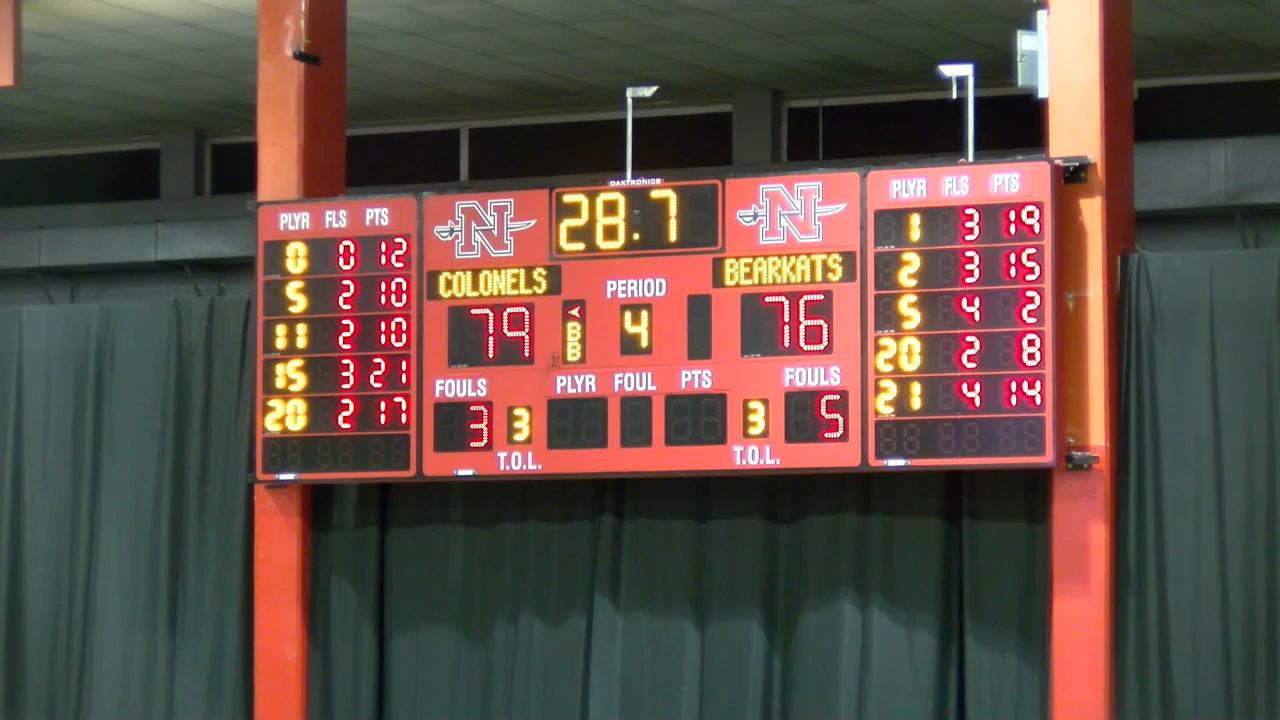 DAKTRONICS
28.7
N N
COLONELS BEARKATS
PERIOD
79 < B B 4 76
FOULS PLYR FOUL PTS FOULS
3 3 3 5
T.O.L. T.O.L.
PLYR FLS PTS
0 0 12
5 2 10
11 2 10
15 3 21
20 2 17
PLYR FLS PTS
1 3 19
2 3 15
5 4 2
20 2 8
21 4 14